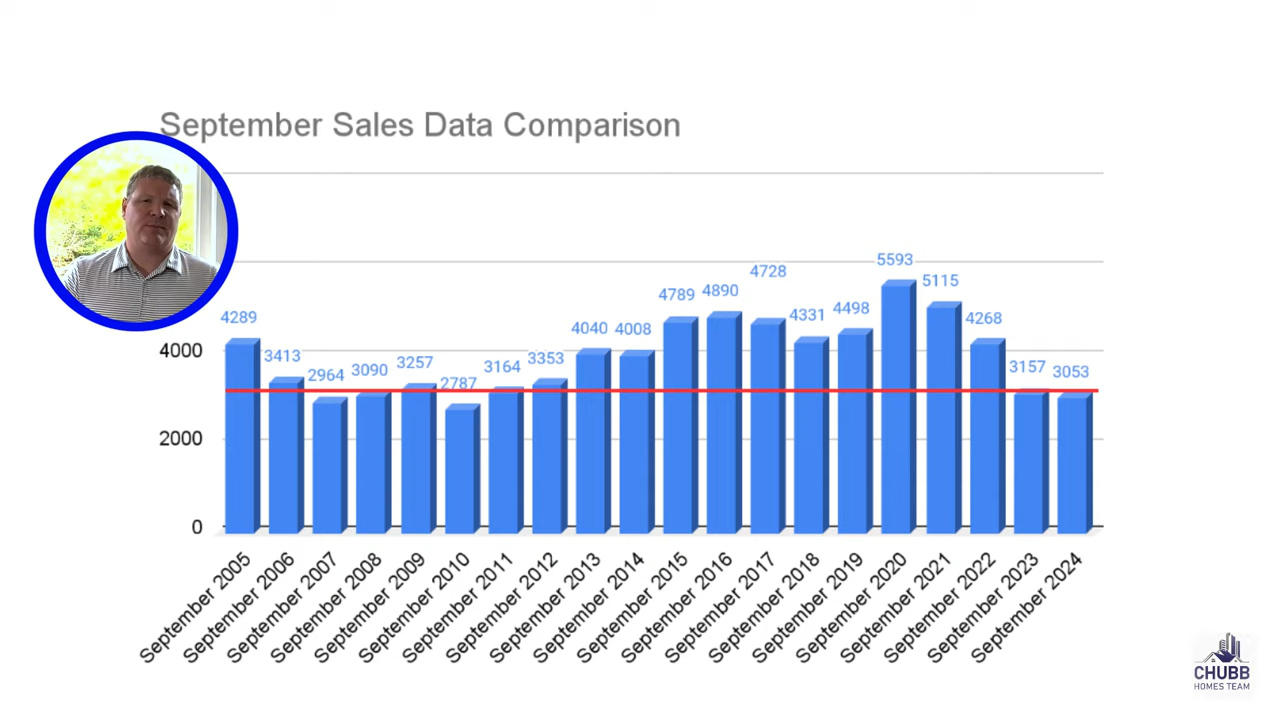 September Sales Data Comparison
4289
3413
2964
3090
3257
2787
3164
3353
4040
4008
4789
4890
4728
4331
4498
5593
5115
4268
3157
3053
4000
2000
0
September 2005
September 2006
September 2007
September 2008
September 2009
September 2010
September 2011
September 2012
September 2013
September 2014
September 2015
September 2016
September 2017
September 2018
September 2019
September 2020
September 2021
September 2022
September 2023
September 2024
CHUBB
HOMES TEAM